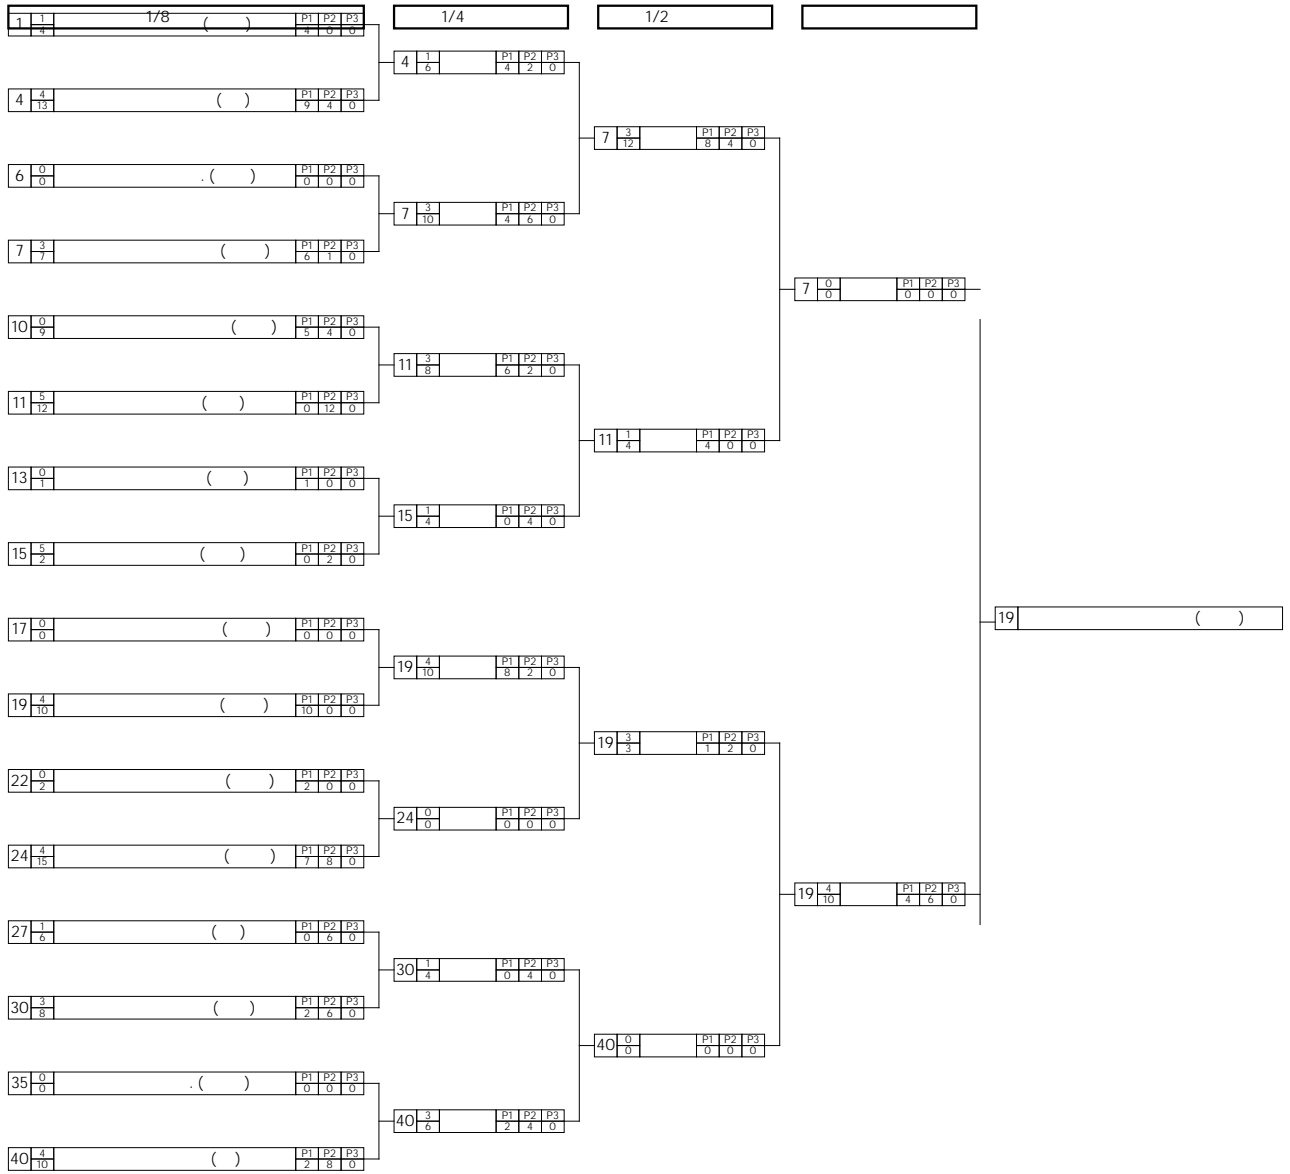 1/8 1/4 1/2
1 1 ( ) P1 P2 P3
4 4 0 0
4 1 P1 P2 P3
6 4 2 0
4 4 ( ) P1 P2 P3
13 9 4 0
7 3 P1 P2 P3
12 8 4 0
6 0 . ( ) P1 P2 P3
0 0 0 0
7 3 P1 P2 P3
10 4 6 0
7 3 ( ) P1 P2 P3
7 6 1 0
7 0 P1 P2 P3
0 0 0 0
10 0 ( ) P1 P2 P3
9 5 4 0
11 3 P1 P2 P3
8 6 2 0
11 5 ( ) P1 P2 P3
12 0 12 0
11 1 P1 P2 P3
4 4 0 0
13 0 ( ) P1 P2 P3
1 1 0 0
15 1 P1 P2 P3
4 0 4 0
15 5 ( ) P1 P2 P3
2 0 2 0
19 ( )
17 0 ( ) P1 P2 P3
0 0 0 0
19 4 P1 P2 P3
10 8 2 0
19 4 ( ) P1 P2 P3
10 10 0 0
19 3 P1 P2 P3
3 1 2 0
22 0 ( ) P1 P2 P3
2 2 0 0
24 0 P1 P2 P3
0 0 0 0
24 4 ( ) P1 P2 P3
15 7 8 0
19 4 P1 P2 P3
10 4 6 0
27 1 ( ) P1 P2 P3
6 0 6 0
30 1 P1 P2 P3
4 0 4 0
30 3 ( ) P1 P2 P3
8 2 6 0
40 0 P1 P2 P3
0 0 0 0
35 0 . ( ) P1 P2 P3
0 0 0 0
40 3 P1 P2 P3
6 2 4 0
40 4 ( ) P1 P2 P3
10 2 8 0